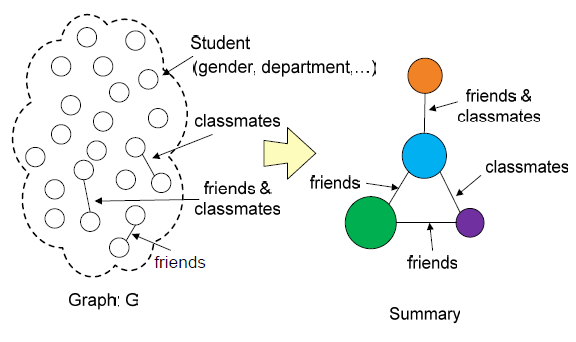 Student
(gender, department,...)
classmates
friends &
classmates
friends
Graph: G
friends &
classmates
classmates
friends
friends
Summary